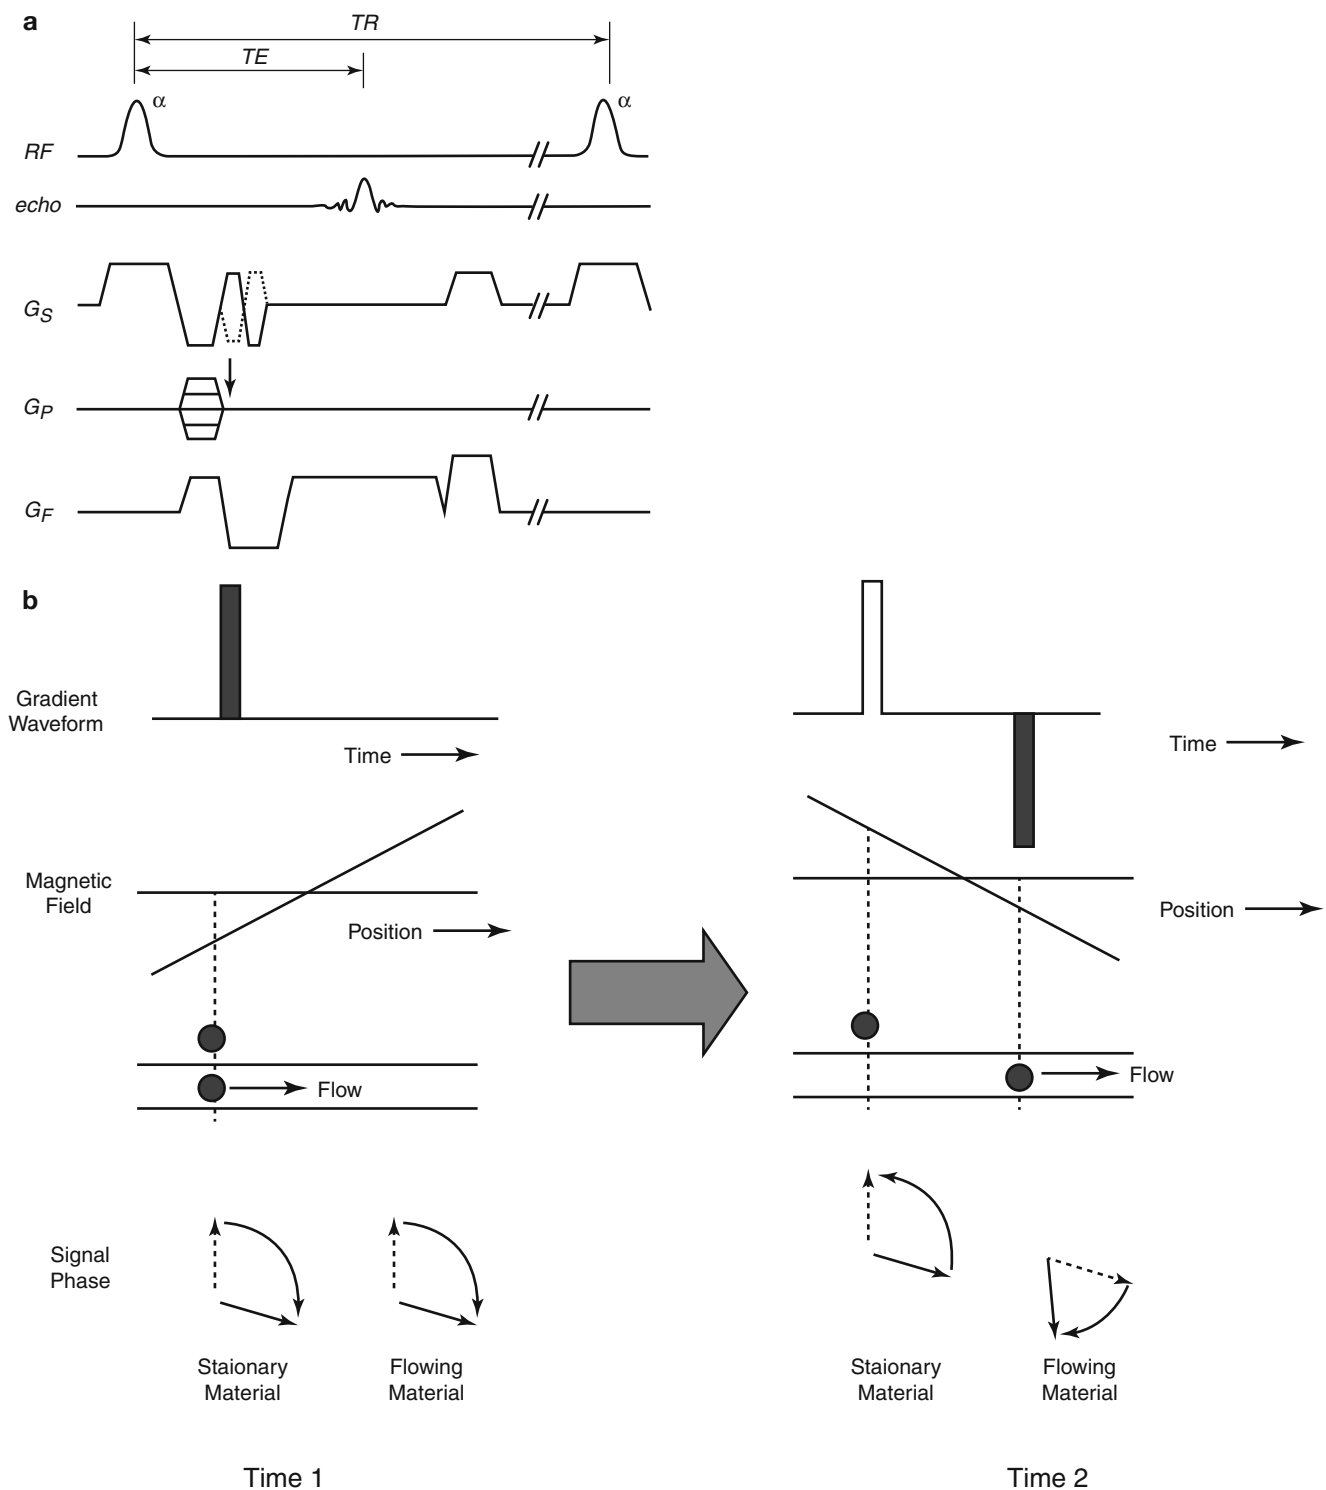 a
TR
TE
α
α
RF
echo
GS
GP
GF
b
Gradient
Waveform
Time
Time
Magnetic
Field
Position
Position
Flow
Flow
Signal
Phase
Staionary
Material
Flowing
Material
Staionary
Material
Flowing
Material
Time 1
Time 2